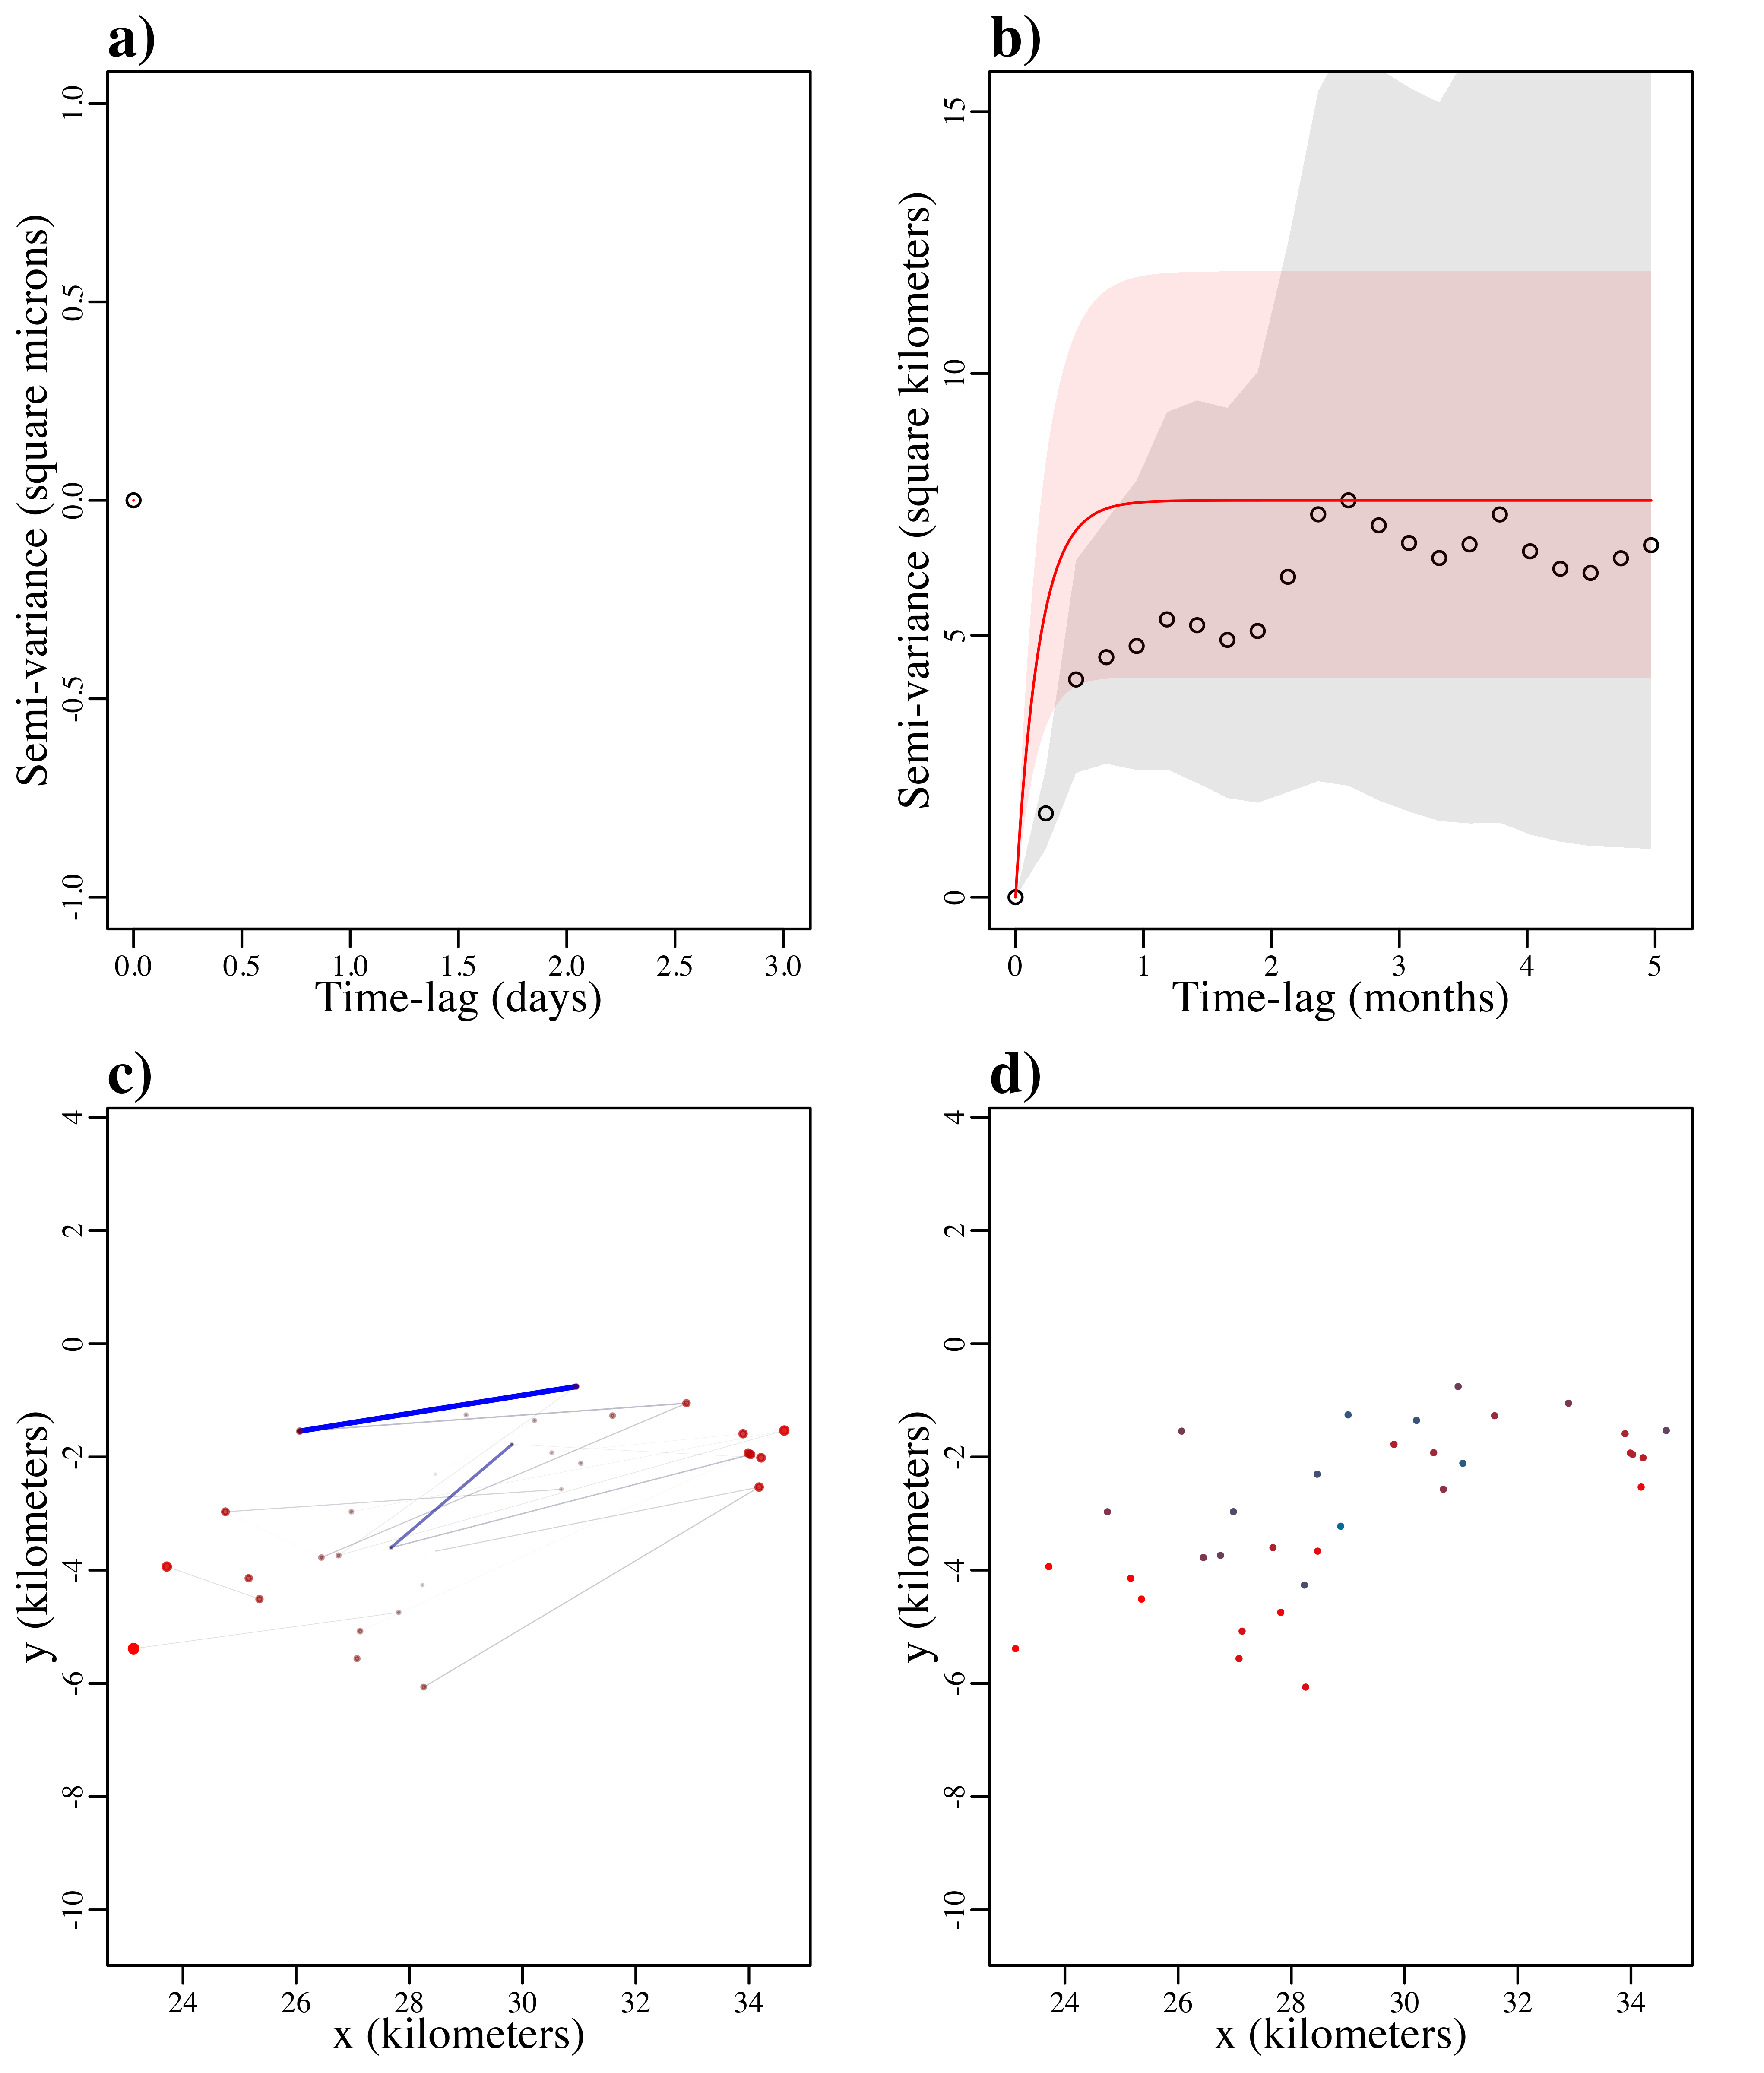 a)
Semi-variance (square microns)
1.0
0.5
0.0
-0.5
-1.0
0.0 0.5 1.0 1.5 2.0 2.5 3.0
Time-lag (days)
b)
Semi-variance (square kilometers)
15
10
5
0
0 1 2 3 4 5
Time-lag (months)
c)
y (kilometers)
4
2
0
-2
-4
-6
-8
-10
24 26 28 30 32 34
x (kilometers)
d)
y (kilometers)
4
2
0
-2
-4
-6
-8
-10
24 26 28 30 32 34
x (kilometers)